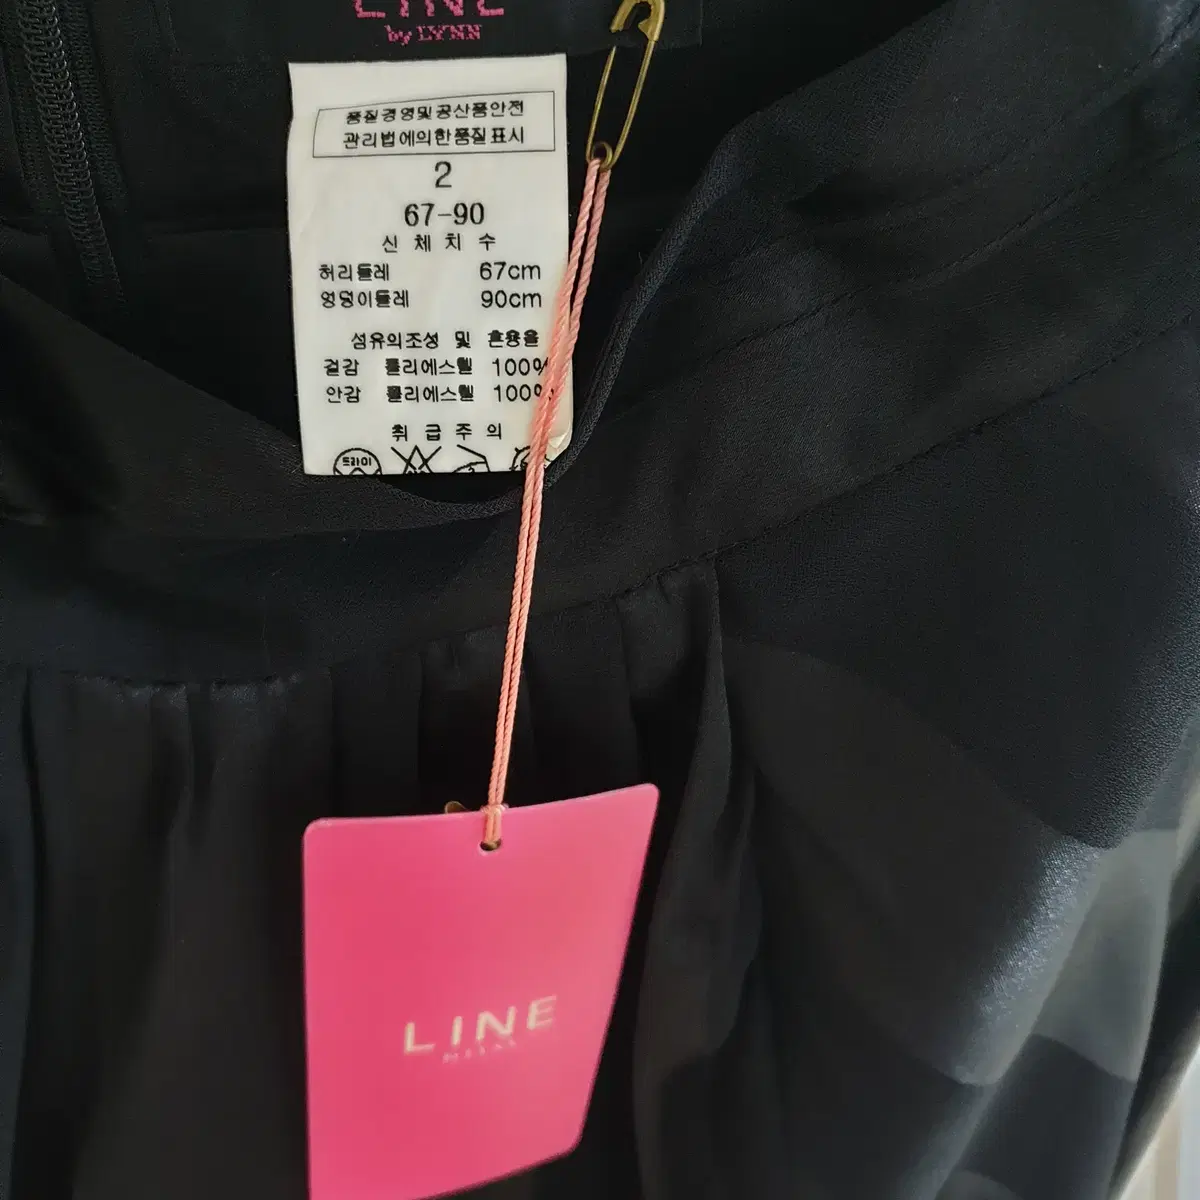 LINE
by LYNN
품질경영및공산품안전
관리법에의한품질표시
2
67-90
신 체 치 수
허리둘레 67cm
엉덩이둘레 90cm
섬유의조성 및 혼용율
겉감 폴리에스텔 100%
안감 폴리에스텔 100%
취 급 주 의
드라이
LINE